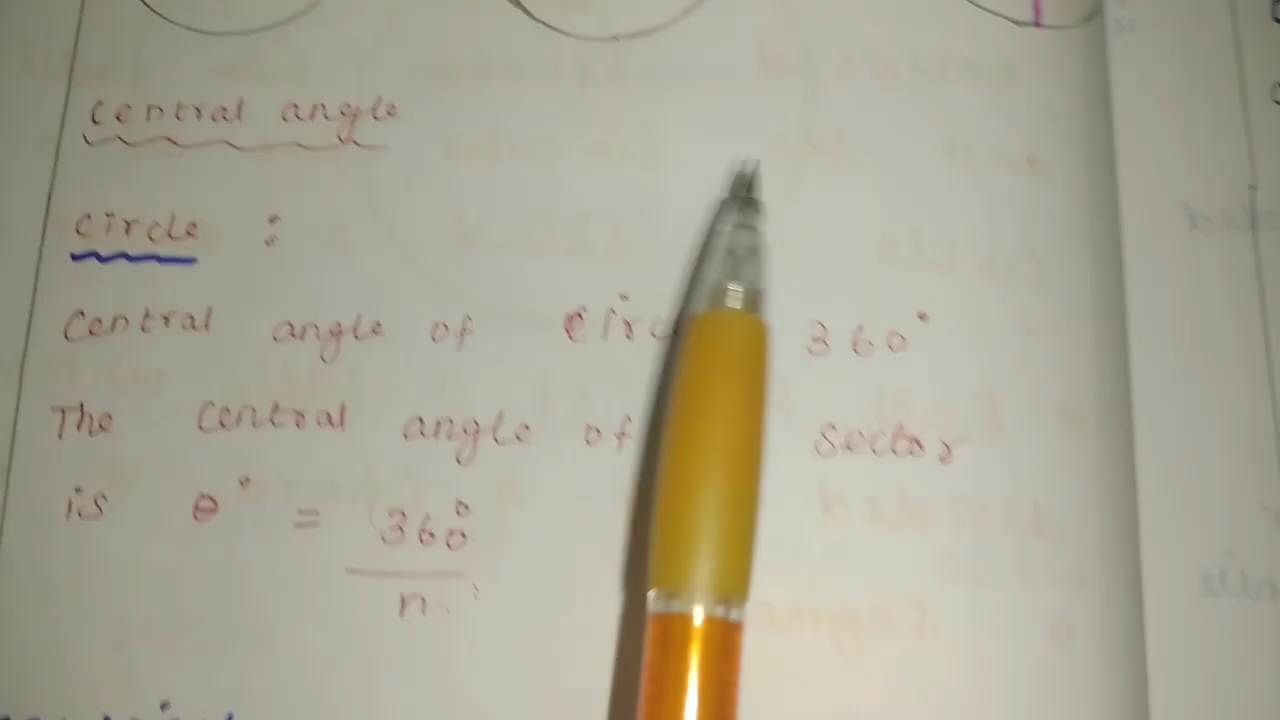 Central angle
Circle :
Central angle of 360°
The central angle of sector
is θ° = 360°
n